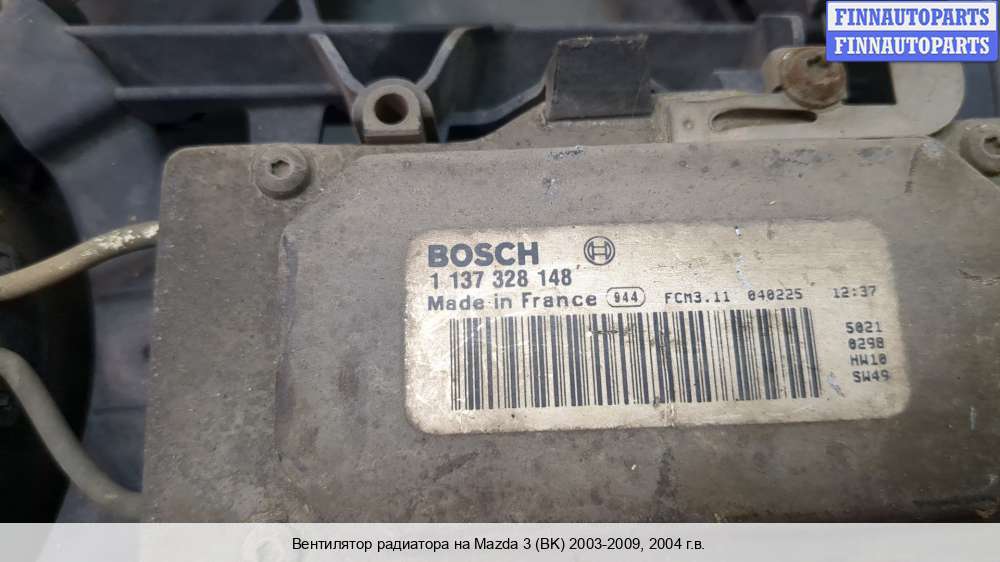 FINNAUTOPARTS
FINNAUTOPARTS
BOSCH
1 137 328 148
Made in France 944 FCM3.11 040225 12:37
5021
0298
HW10
SW49
Вентилятор радиатора на Mazda 3 (BK) 2003-2009, 2004 г.в.